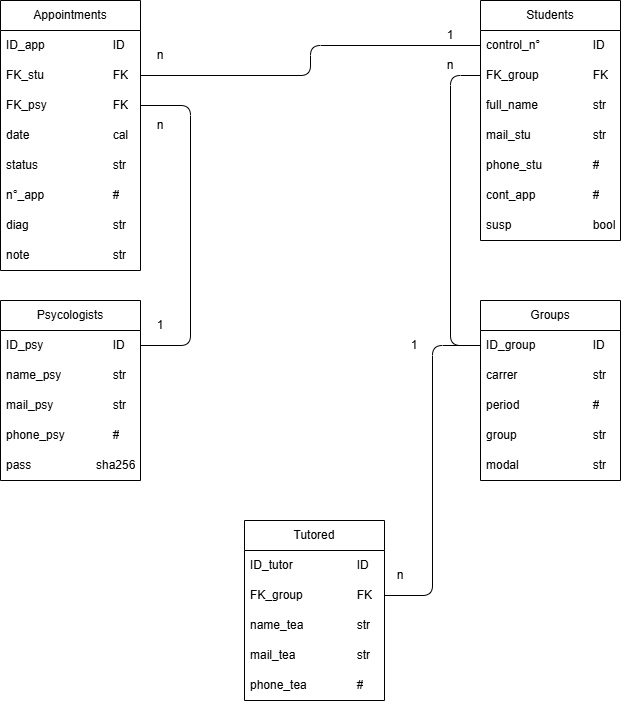 Appointments
ID_app ID
FK_stu FK
FK_psy FK
date cal
status str
n°_app #
diag str
note str
n
n
1
n
Students
control_n° ID
FK_group FK
full_name str
mail_stu str
phone_stu #
cont_app #
susp bool
Psycologists
ID_psy ID
name_psy str
mail_psy str
phone_psy #
pass sha256
1
1
Groups
ID_group ID
carrer str
period #
group str
modal str
Tutored
ID_tutor ID
FK_group FK
name_tea str
mail_tea str
phone_tea #
n